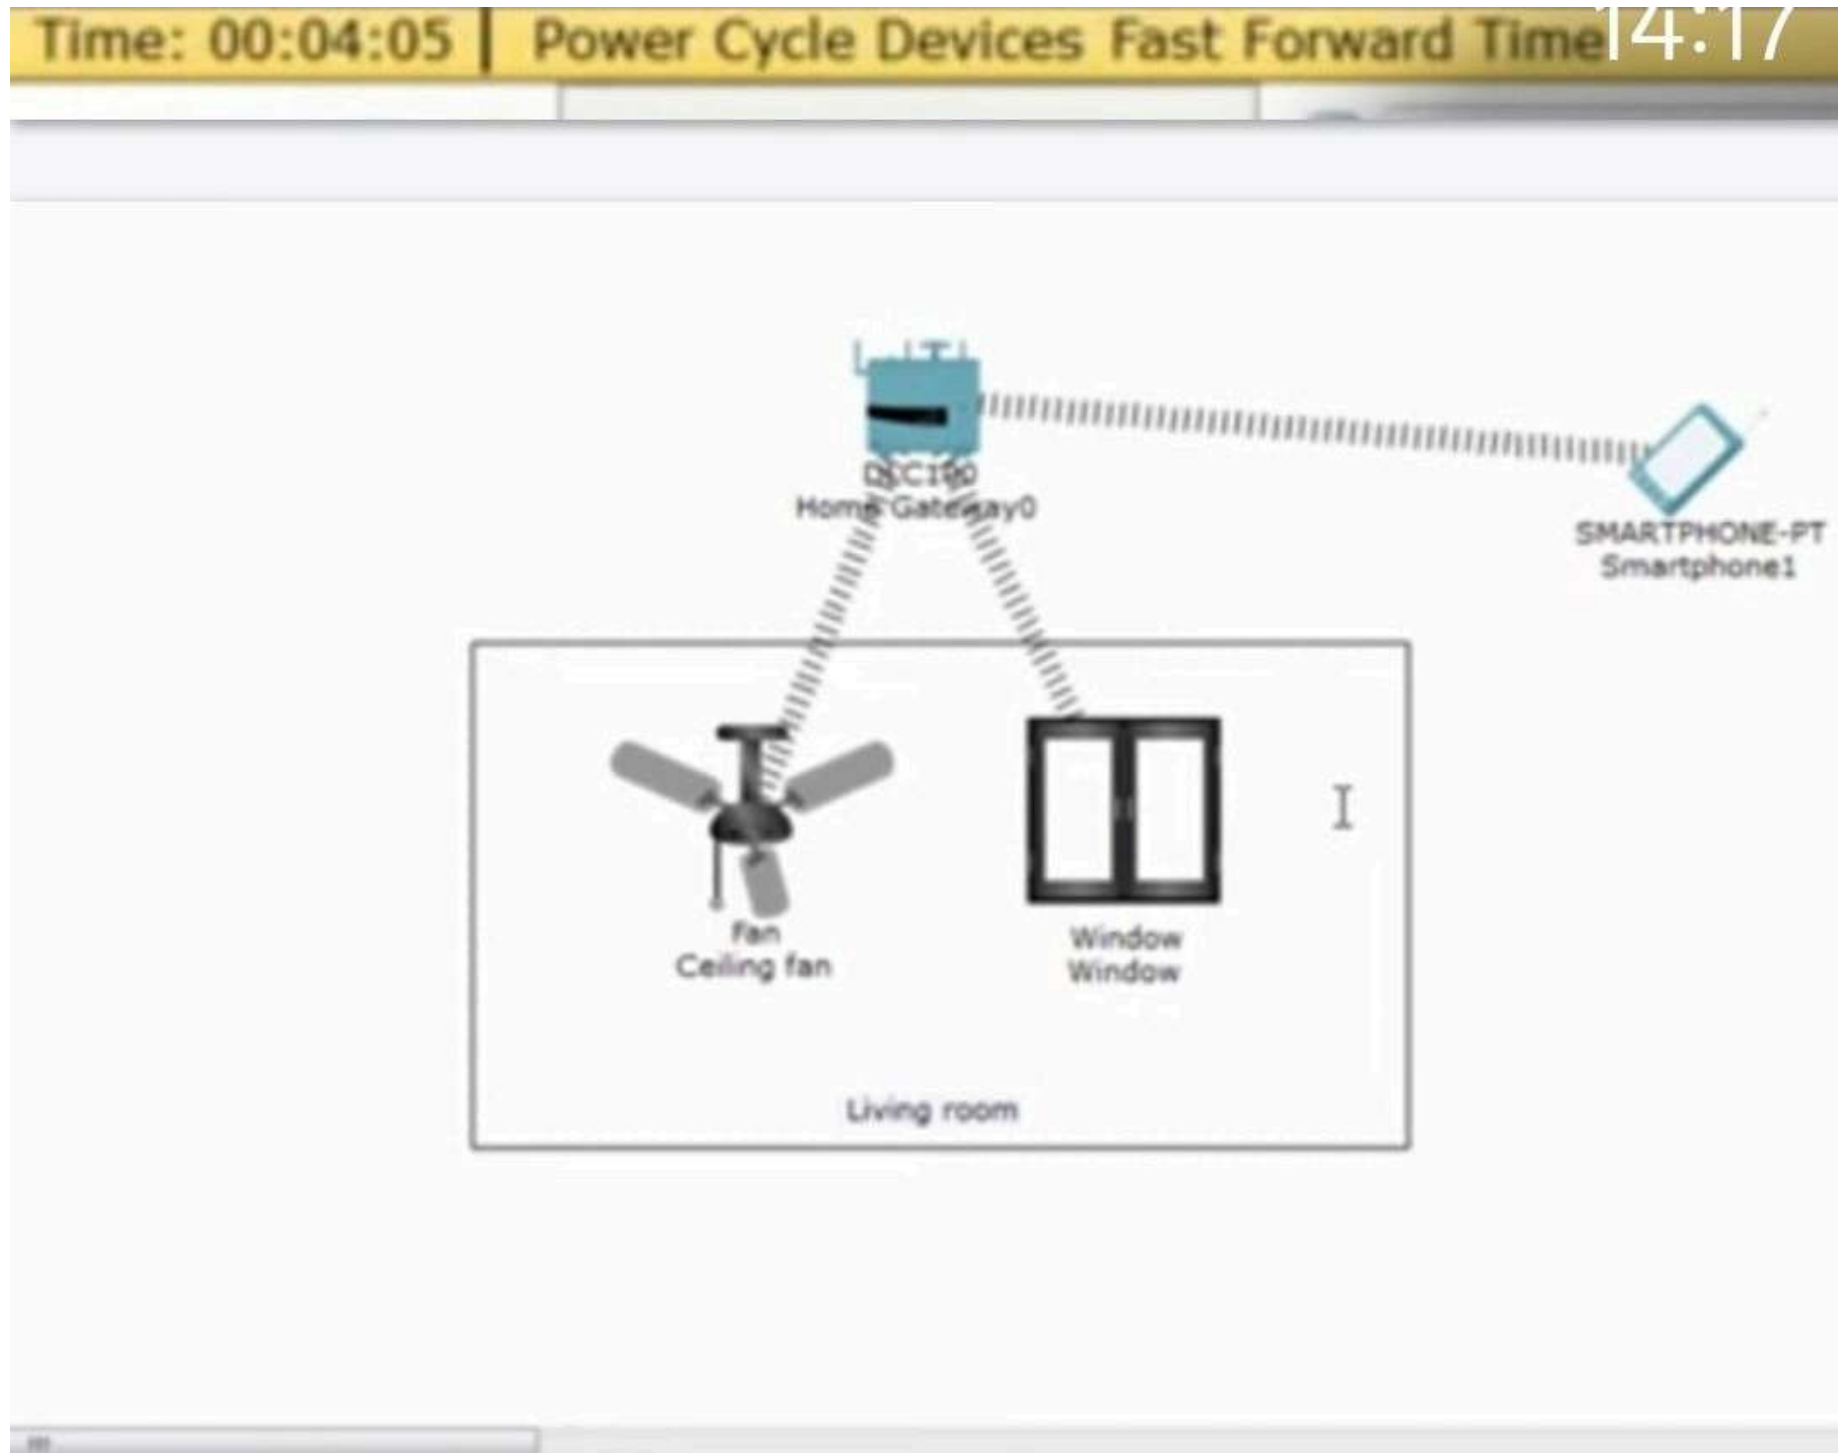 Time: 00:04:05 Power Cycle Devices Fast Forward Time
14:17
Home Gateway0
SMARTPHONE-PT
Smartphone1
Fan
Ceiling fan
Window
Window
Living room